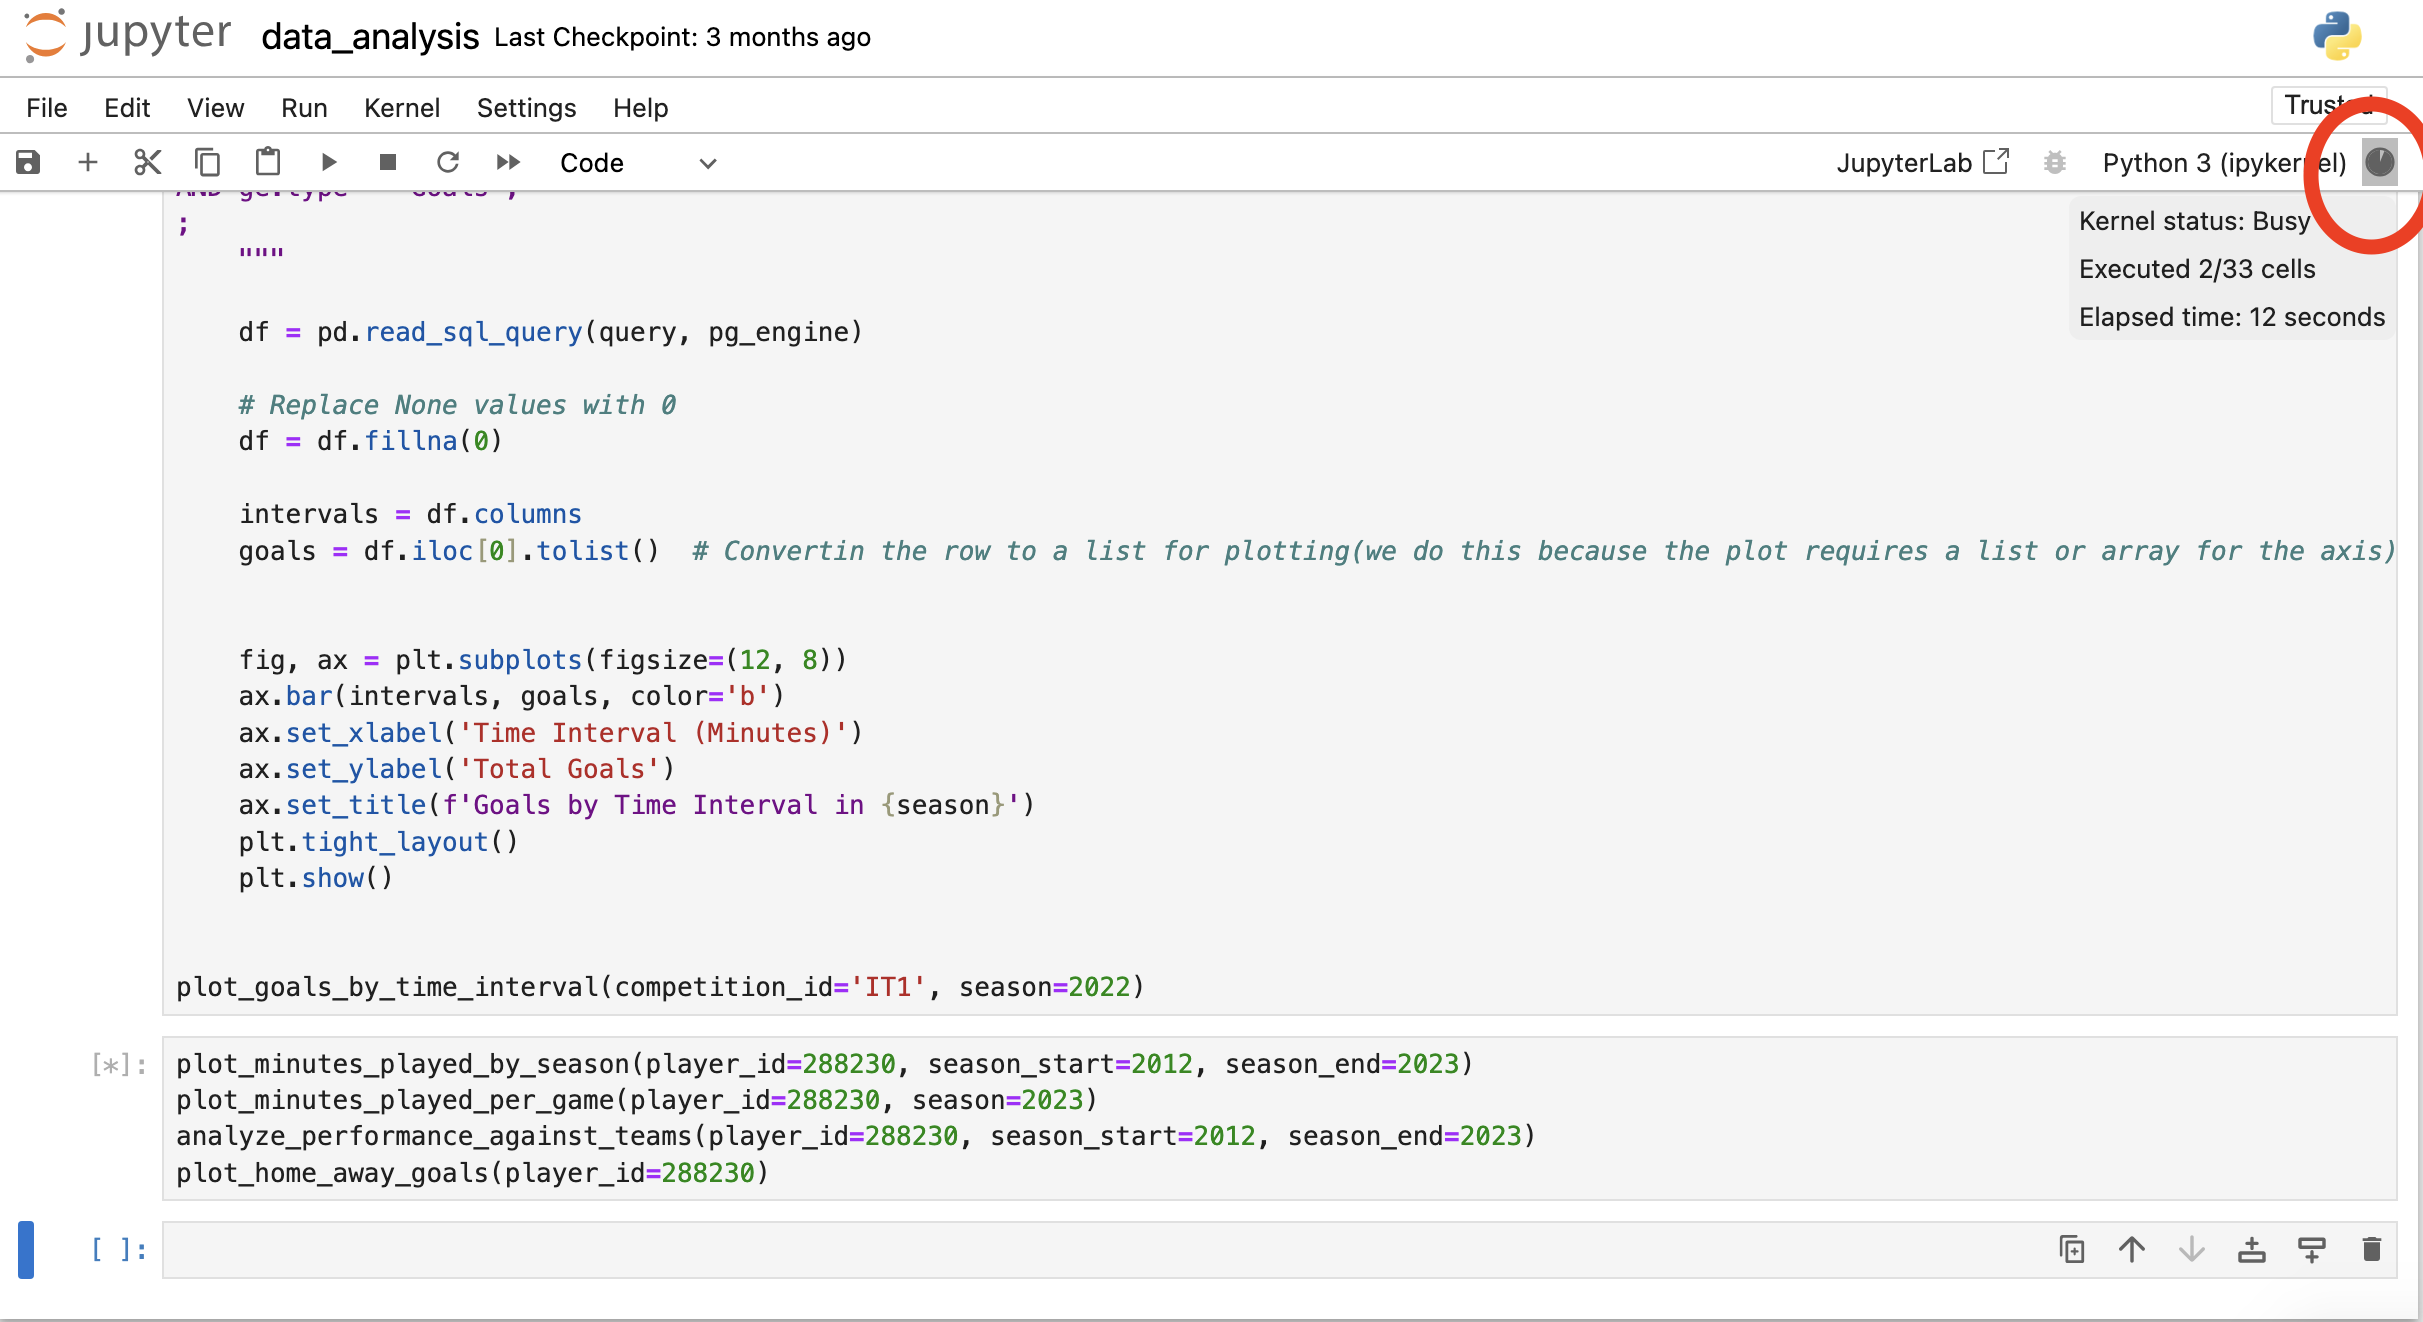 jupyter data_analysis Last Checkpoint: 3 months ago
File Edit View Run Kernel Settings Help Trusted
Code JupyterLab Python 3 (ipykernel)
Kernel status: Busy
Executed 2/33 cells
Elapsed time: 12 seconds
;
"""
df = pd.read_sql_query(query, pg_engine)
# Replace None values with 0
df = df.fillna(0)
intervals = df.columns
goals = df.iloc[0].tolist()  # Convertin the row to a list for plotting(we do this because the plot requires a list or array for the axis)
fig, ax = plt.subplots(figsize=(12, 8))
ax.bar(intervals, goals, color='b')
ax.set_xlabel('Time Interval (Minutes)')
ax.set_ylabel('Total Goals')
ax.set_title(f'Goals by Time Interval in {season}')
plt.tight_layout()
plt.show()
plot_goals_by_time_interval(competition_id='IT1', season=2022)
[*]: plot_minutes_played_by_season(player_id=288230, season_start=2012, season_end=2023)
plot_minutes_played_per_game(player_id=288230, season=2023)
analyze_performance_against_teams(player_id=288230, season_start=2012, season_end=2023)
plot_home_away_goals(player_id=288230)
[ ]: